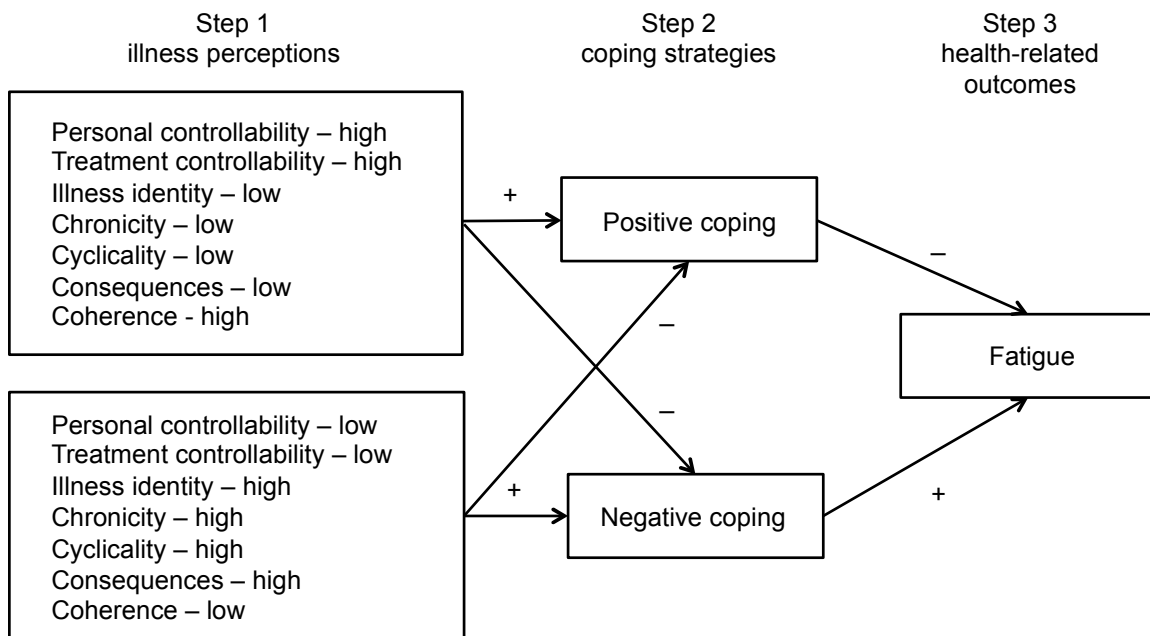 Step 1
illness perceptions
Step 2
coping strategies
Step 3
health-related
outcomes
Personal controllability – high
Treatment controllability – high
Illness identity – low
Chronicity – low
Cyclicality – low
Consequences – low
Coherence - high
+
Positive coping
–
–
Fatigue
Personal controllability – low
Treatment controllability – low
Illness identity – high
Chronicity – high
Cyclicality – high
Consequences – high
Coherence – low
–
+
Negative coping
+